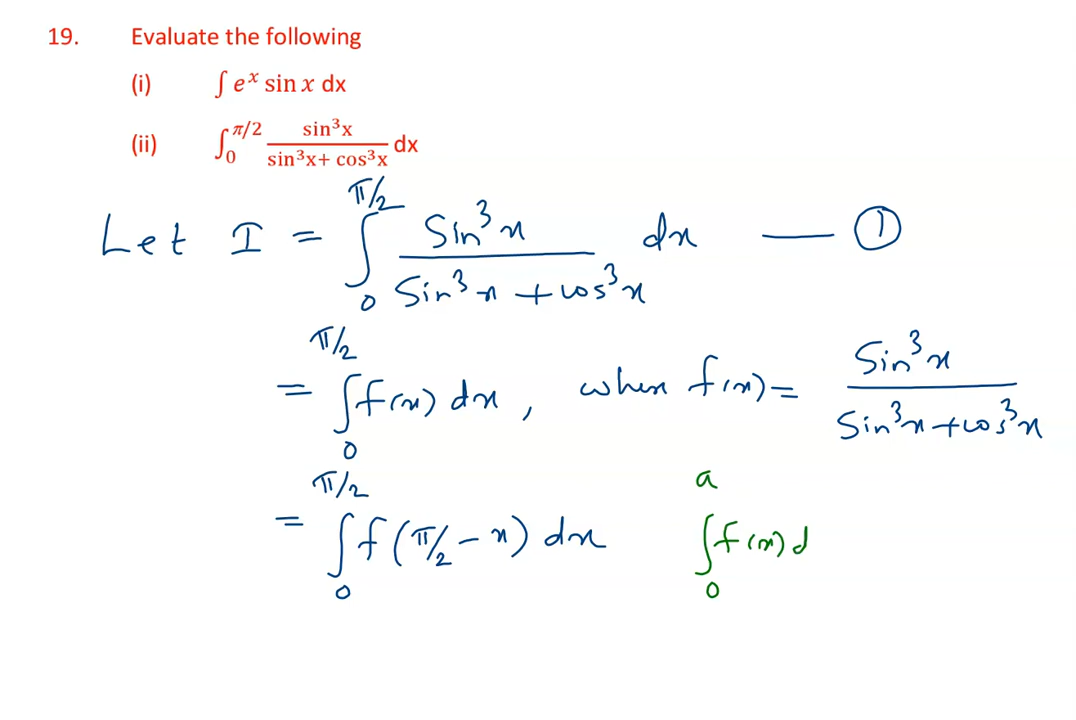 19. Evaluate the following
(i) ∫ eˣ sin x dx
(ii) ∫₀^{π/2} sin³x / (sin³x + cos³x) dx
Let I = ∫₀^{π/2} Sin³x / (Sin³x + cos³x) dx — ①
= ∫₀^{π/2} f(x) dx, when f(x) = Sin³x / (Sin³x + cos³x)
= ∫₀^{π/2} f(π/2 − x) dx ∫₀^{a} f(x) d